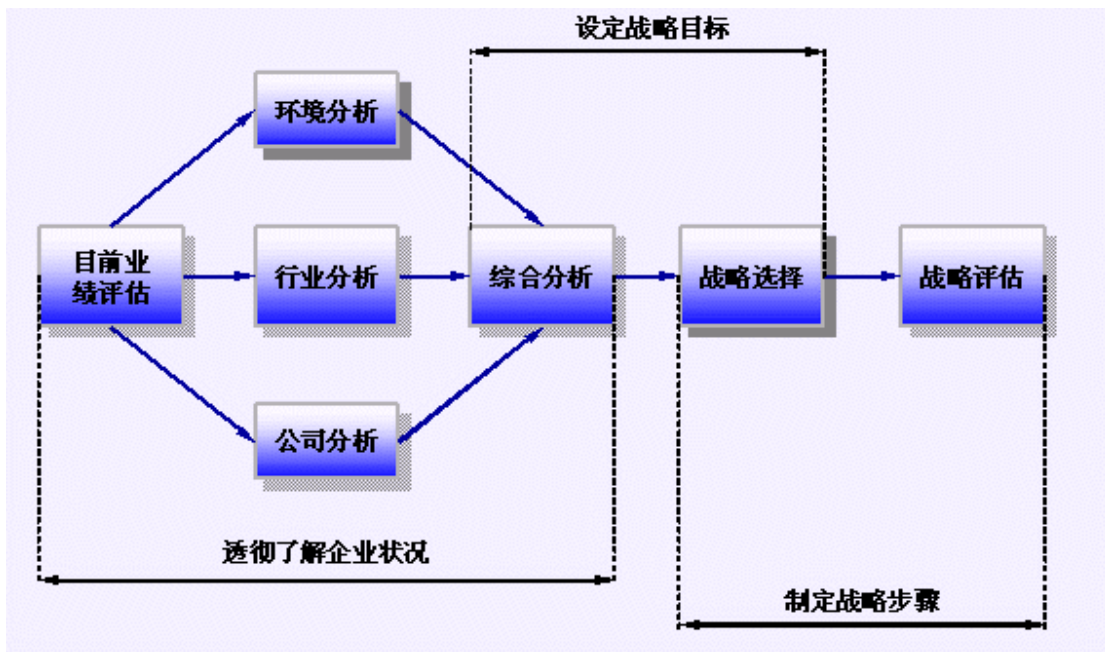 设定战略目标
环境分析
目前业
绩评估
行业分析
综合分析
战略选择
战略评估
公司分析
透彻了解企业状况
制定战略步骤